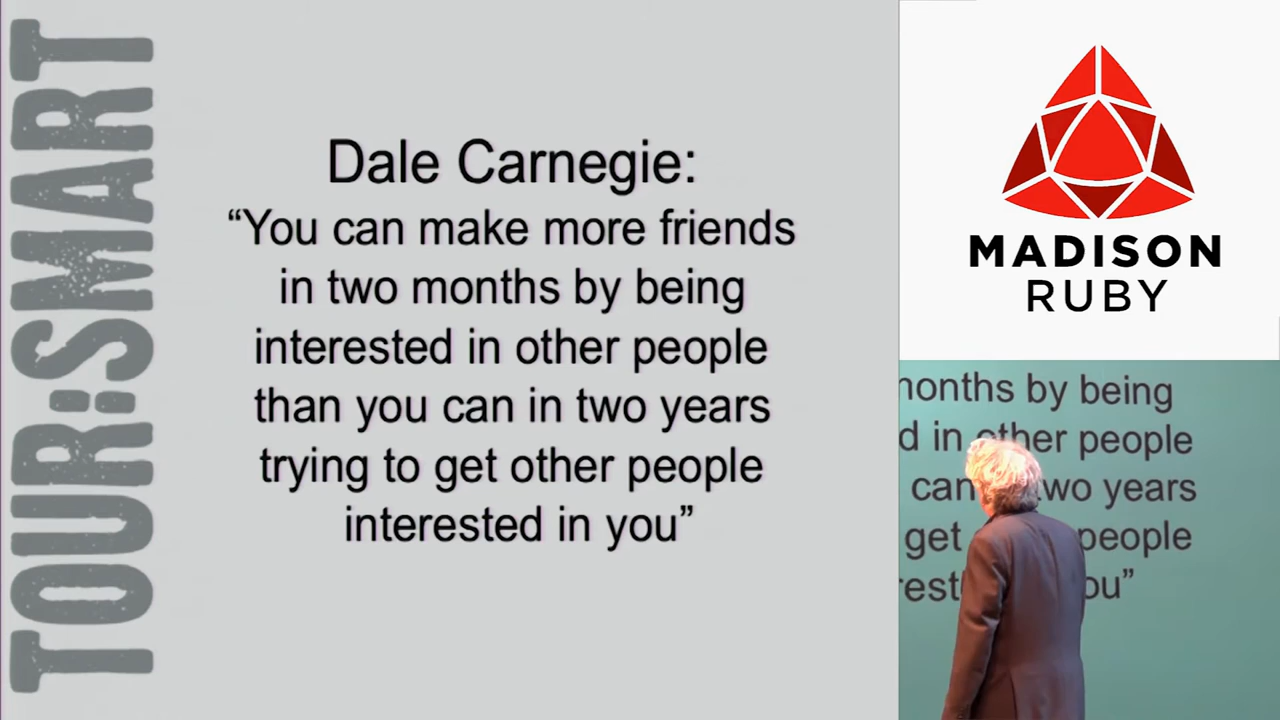 TOUR:SMART
Dale Carnegie:
“You can make more friends
in two months by being
interested in other people
than you can in two years
trying to get other people
interested in you”
MADISON
RUBY
months by being
d in other people
can two years
get people
rest ou”